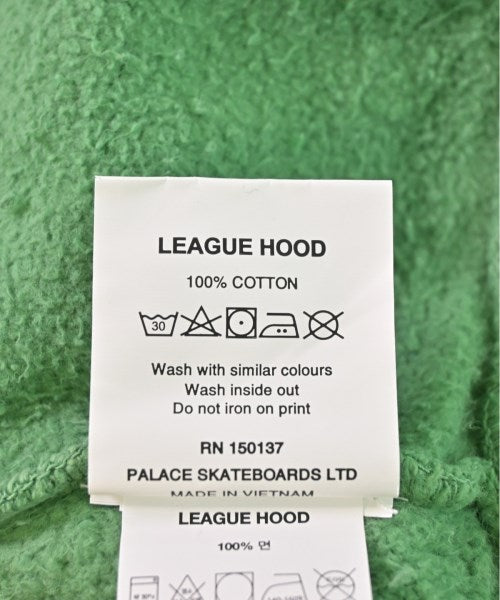 LEAGUE HOOD
100% COTTON
30
Wash with similar colours
Wash inside out
Do not iron on print
RN 150137
PALACE SKATEBOARDS LTD
MADE IN VIETNAM
LEAGUE HOOD
100% 면